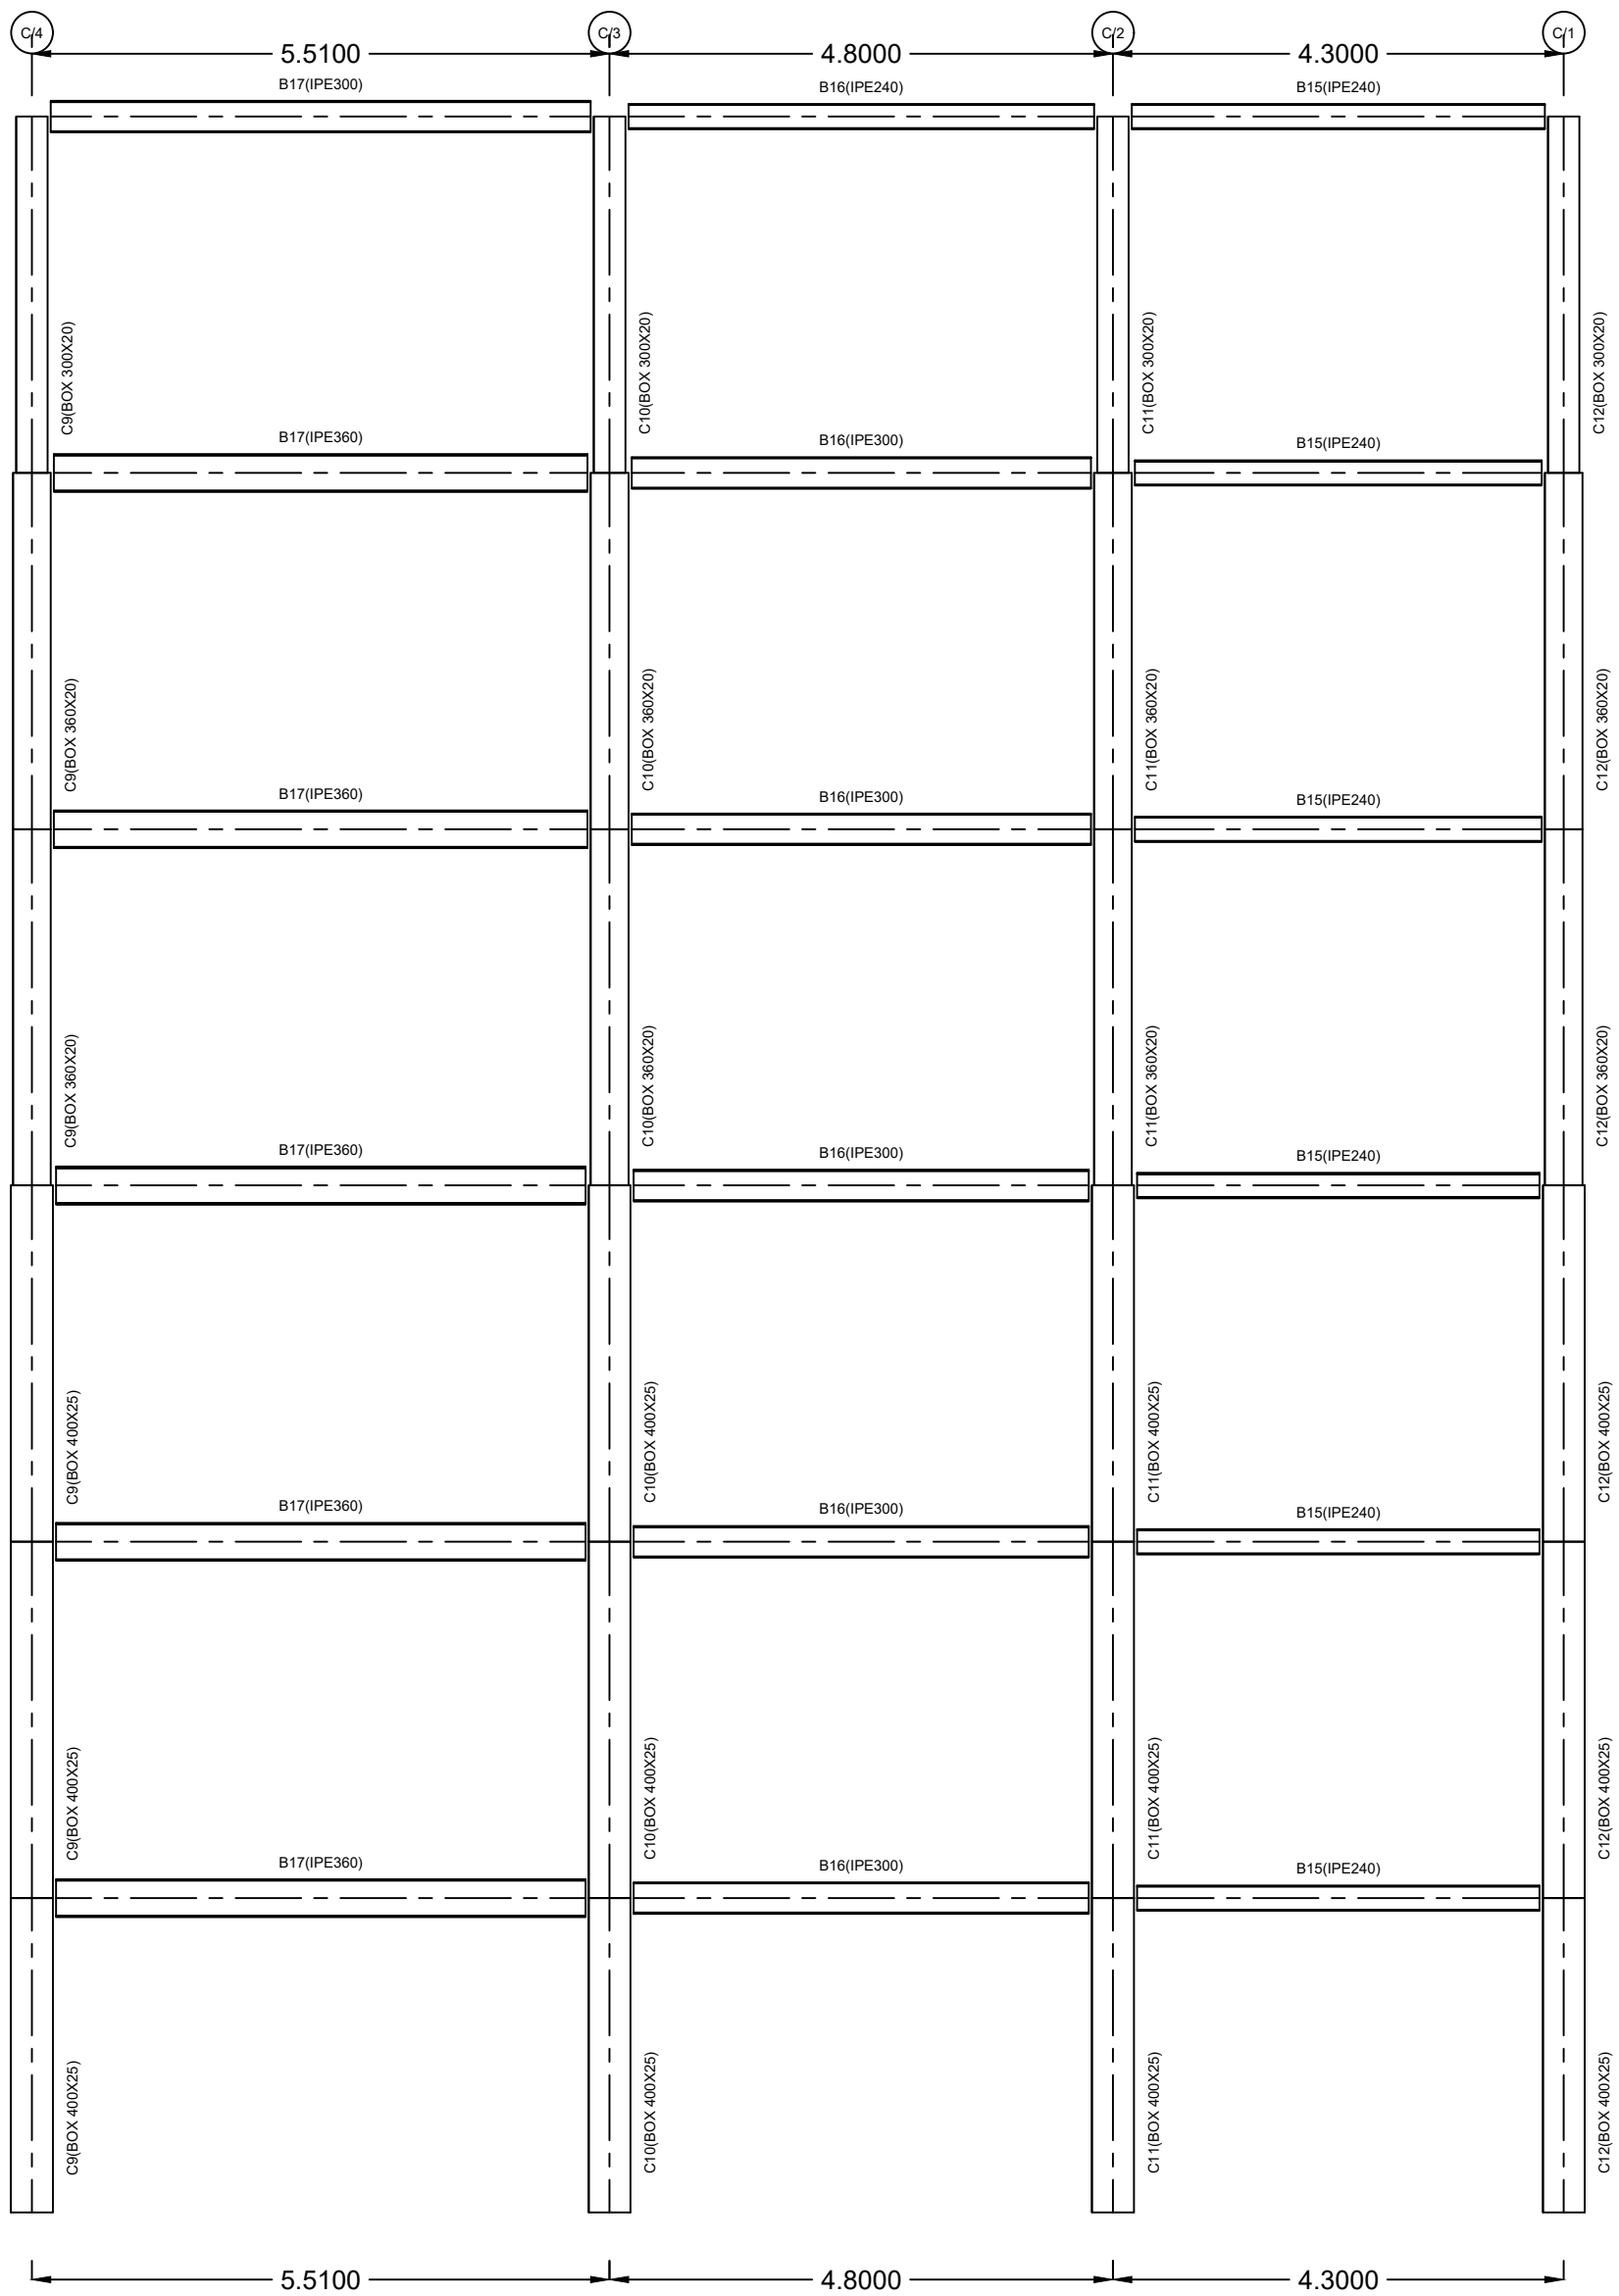 C/4
C/3
C/2
C/1
5.5100
4.8000
4.3000
B17(IPE300)
B16(IPE240)
B15(IPE240)
C9(BOX 300X20)
C10(BOX 300X20)
C11(BOX 300X20)
C12(BOX 300X20)
B17(IPE360)
B16(IPE300)
B15(IPE240)
C9(BOX 360X20)
C10(BOX 360X20)
C11(BOX 360X20)
C12(BOX 360X20)
B17(IPE360)
B16(IPE300)
B15(IPE240)
C9(BOX 360X20)
C10(BOX 360X20)
C11(BOX 360X20)
C12(BOX 360X20)
B17(IPE360)
B16(IPE300)
B15(IPE240)
C9(BOX 400X25)
C10(BOX 400X25)
C11(BOX 400X25)
C12(BOX 400X25)
B17(IPE360)
B16(IPE300)
B15(IPE240)
C9(BOX 400X25)
C10(BOX 400X25)
C11(BOX 400X25)
C12(BOX 400X25)
B17(IPE360)
B16(IPE300)
B15(IPE240)
C9(BOX 400X25)
C10(BOX 400X25)
C11(BOX 400X25)
C12(BOX 400X25)
5.5100
4.8000
4.3000